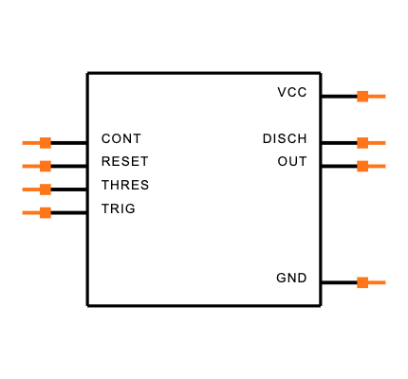 VCC
CONT
DISCH
RESET
OUT
THRES
TRIG
GND